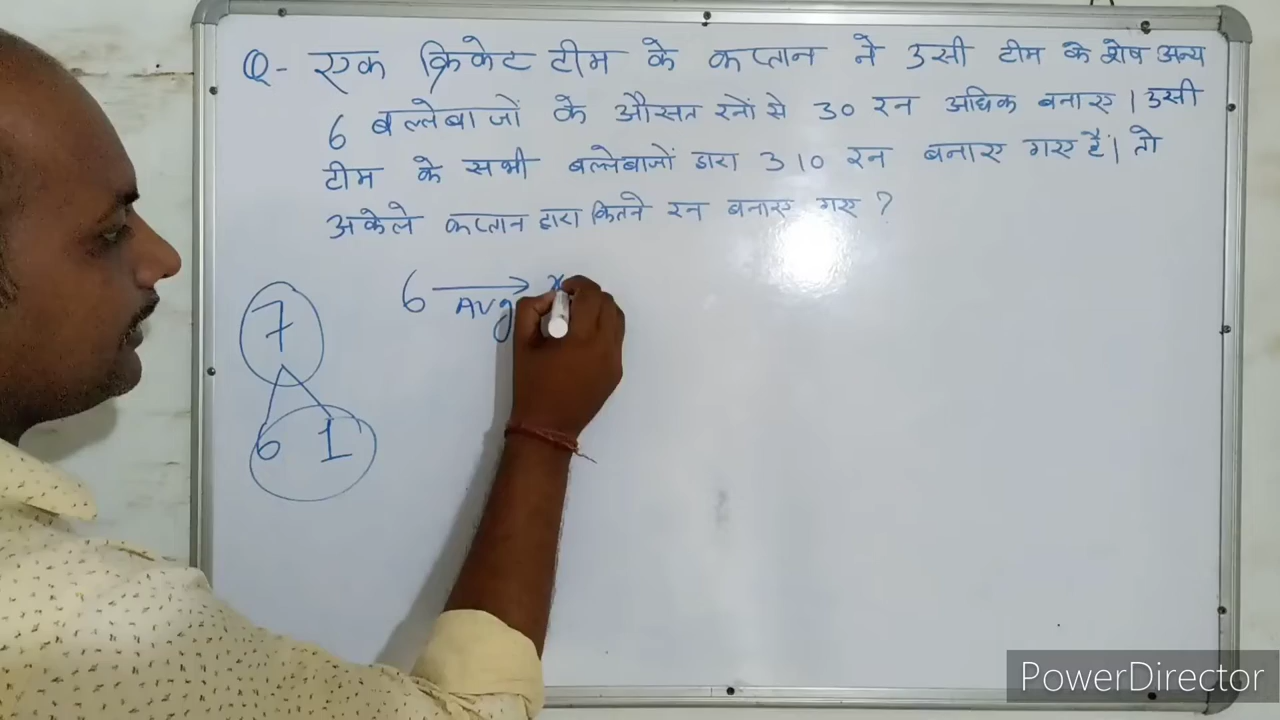 Q- एक क्रिकेट टीम के कप्तान ने उसी टीम के शेष अन्य
6 बल्लेबाजों के औसत रनों से 30 रन अधिक बनाए। उसी
टीम के सभी बल्लेबाजों द्वारा 310 रन बनाए गए हैं। तो
अकेले कप्तान द्वारा कितने रन बनाए गए ?
6 → x
Avg
7
6 1
PowerDirector